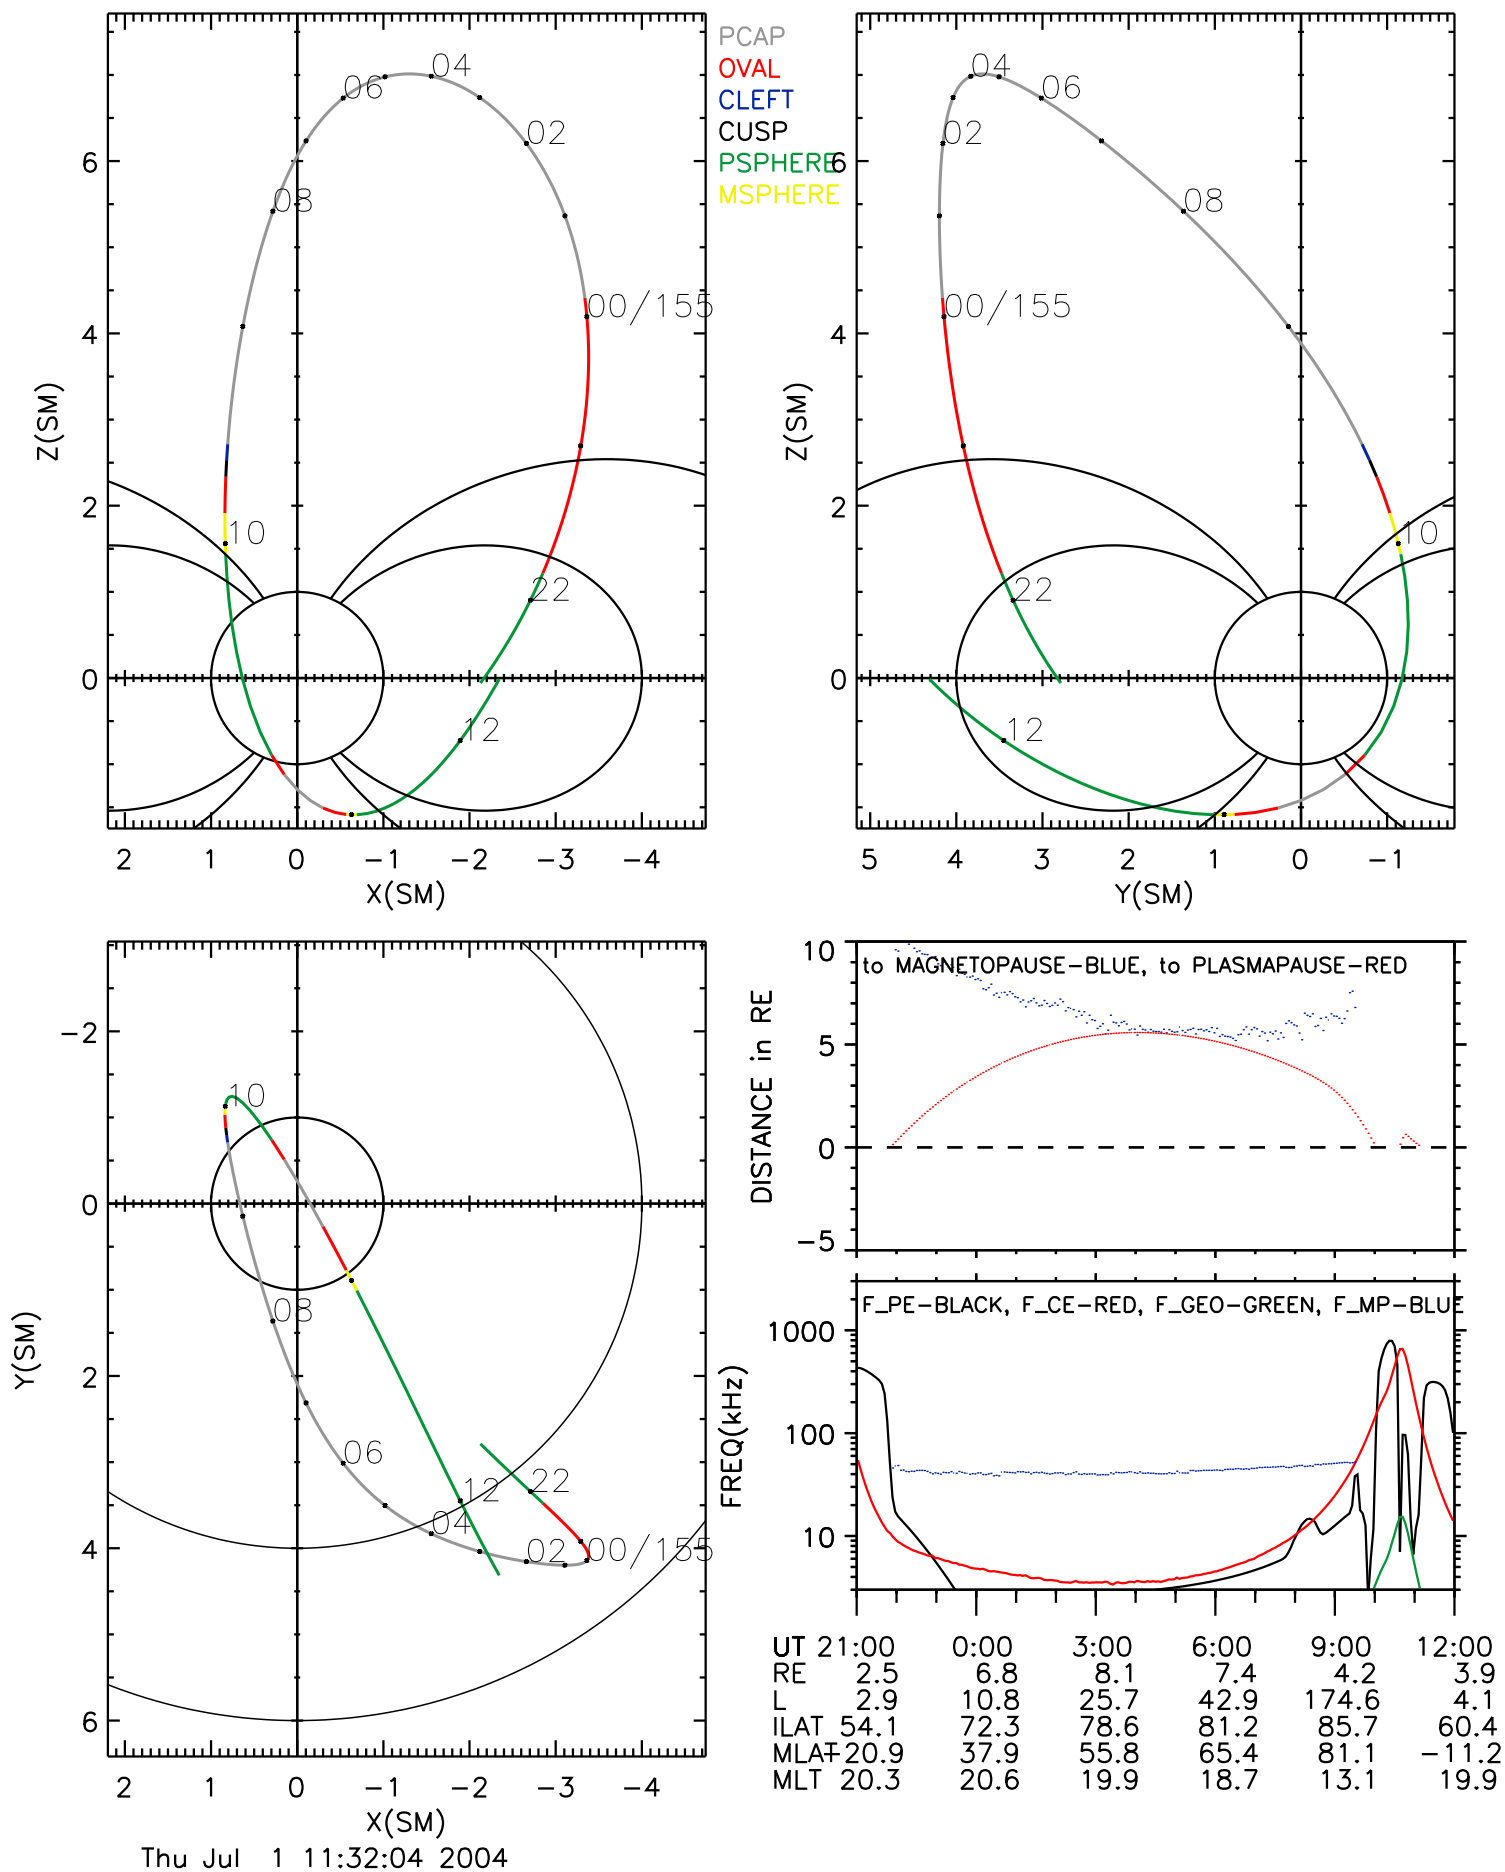 PCAP
OVAL
CLEFT
CUSP
PSPHERE
MSPHERE
Z(SM)
6
4
2
0
06
04
02
08
00/155
10
22
12
2 1 0 −1 −2 −3 −4
X(SM)
Z(SM)
6
4
2
0
04
06
02
08
00/155
10
22
12
5 4 3 2 1 0 −1
Y(SM)
Y(SM)
−2
0
2
4
6
10
08
06
04
02
00/155
22
12
2 1 0 −1 −2 −3 −4
X(SM)
DISTANCE in RE
10
5
0
−5
to MAGNETOPAUSE−BLUE, to PLASMAPAUSE−RED
FREQ(kHz)
1000
100
10
F_PE−BLACK, F_CE−RED, F_GEO−GREEN, F_MP−BLUE
UT 21:00 0:00 3:00 6:00 9:00 12:00
RE 2.5 6.8 8.1 7.4 4.2 3.9
L 2.9 10.8 25.7 42.9 174.6 4.1
ILAT 54.1 72.3 78.6 81.2 85.7 60.4
MLAT−20.9 37.9 55.8 65.4 81.1 −11.2
MLT 20.3 20.6 19.9 18.7 13.1 19.9
Thu Jul 1 11:32:04 2004